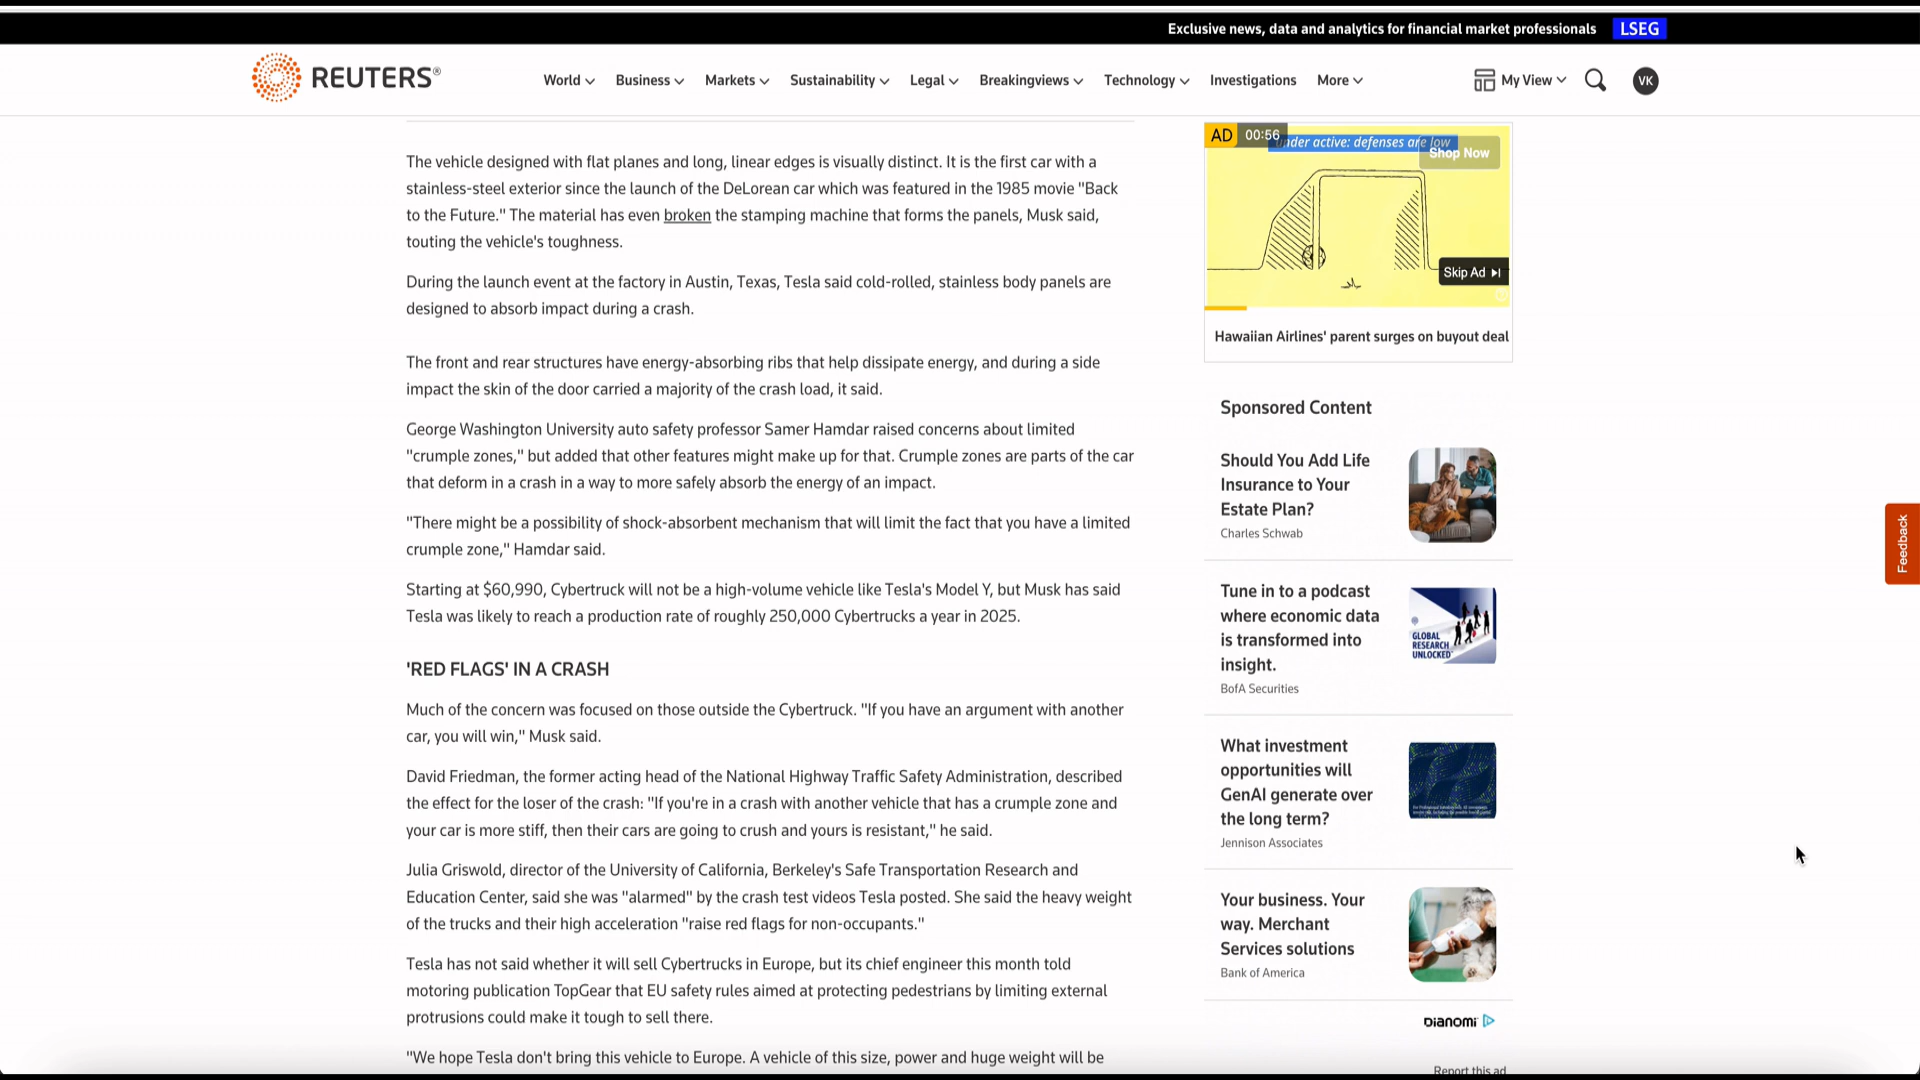 Exclusive news, data and analytics for financial market professionals LSEG
REUTERS® World Business Markets Sustainability Legal Breakingviews Technology Investigations More My View VK
The vehicle designed with flat planes and long, linear edges is visually distinct. It is the first car with a
stainless-steel exterior since the launch of the DeLorean car which was featured in the 1985 movie "Back
to the Future." The material has even broken the stamping machine that forms the panels, Musk said,
touting the vehicle's toughness.
During the launch event at the factory in Austin, Texas, Tesla said cold-rolled, stainless body panels are
designed to absorb impact during a crash.
The front and rear structures have energy-absorbing ribs that help dissipate energy, and during a side
impact the skin of the door carried a majority of the crash load, it said.
George Washington University auto safety professor Samer Hamdar raised concerns about limited
"crumple zones," but added that other features might make up for that. Crumple zones are parts of the car
that deform in a crash in a way to more safely absorb the energy of an impact.
"There might be a possibility of shock-absorbent mechanism that will limit the fact that you have a limited
crumple zone," Hamdar said.
Starting at $60,990, Cybertruck will not be a high-volume vehicle like Tesla's Model Y, but Musk has said
Tesla was likely to reach a production rate of roughly 250,000 Cybertrucks a year in 2025.
'RED FLAGS' IN A CRASH
Much of the concern was focused on those outside the Cybertruck. "If you have an argument with another
car, you will win," Musk said.
David Friedman, the former acting head of the National Highway Traffic Safety Administration, described
the effect for the loser of the crash: "If you're in a crash with another vehicle that has a crumple zone and
your car is more stiff, then their cars are going to crush and yours is resistant," he said.
Julia Griswold, director of the University of California, Berkeley's Safe Transportation Research and
Education Center, said she was "alarmed" by the crash test videos Tesla posted. She said the heavy weight
of the trucks and their high acceleration "raise red flags for non-occupants."
Tesla has not said whether it will sell Cybertrucks in Europe, but its chief engineer this month told
motoring publication TopGear that EU safety rules aimed at protecting pedestrians by limiting external
protrusions could make it tough to sell there.
"We hope Tesla don't bring this vehicle to Europe. A vehicle of this size, power and huge weight will be
AD 00:56
under active: defenses are low
Shop Now
Skip Ad
Hawaiian Airlines' parent surges on buyout deal
Sponsored Content
Should You Add Life
Insurance to Your
Estate Plan?
Charles Schwab
Tune in to a podcast
where economic data
is transformed into
insight.
BofA Securities
GLOBAL
RESEARCH
UNLOCKED
What investment
opportunities will
GenAI generate over
the long term?
Jennison Associates
Your business. Your
way. Merchant
Services solutions
Bank of America
DIANOMI
Report this ad
Feedback